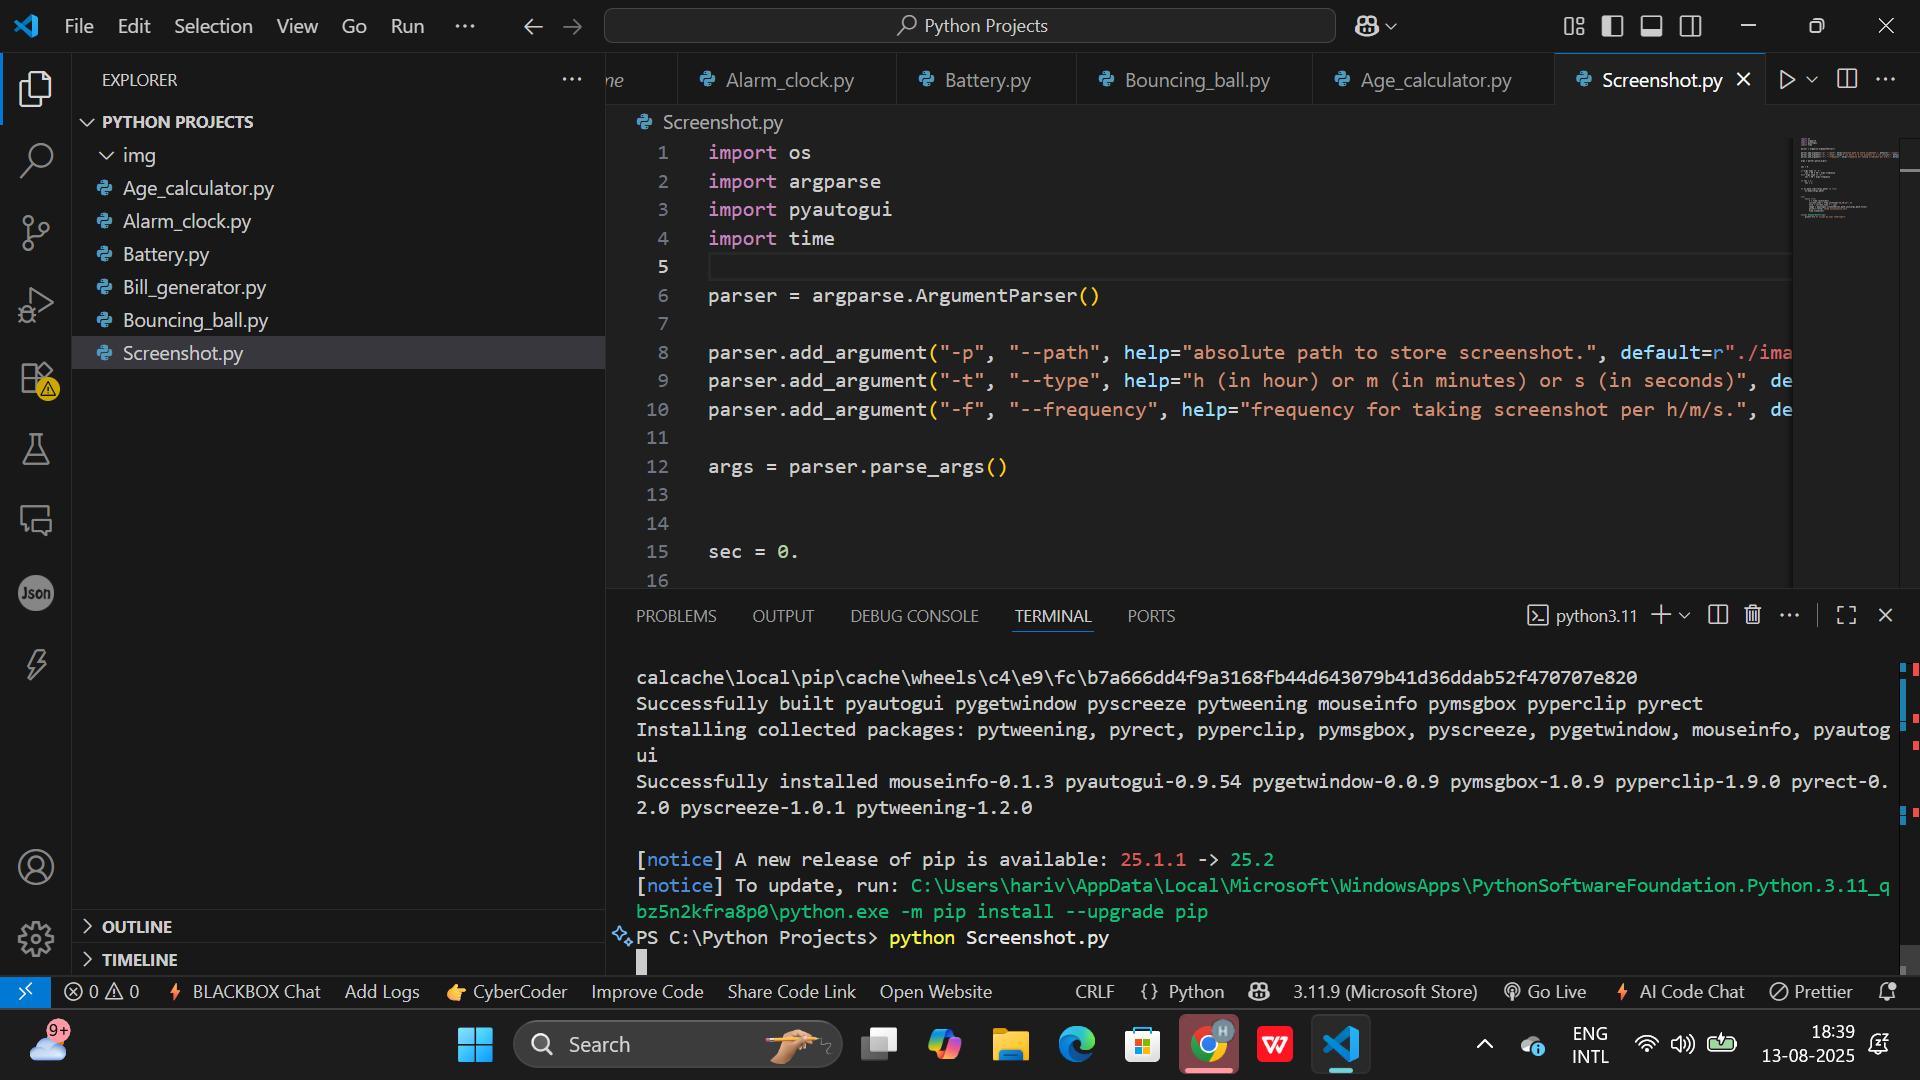 File Edit Selection View Go Run ... Python Projects
EXPLORER
me Alarm_clock.py Battery.py Bouncing_ball.py Age_calculator.py Screenshot.py
PYTHON PROJECTS
img
Age_calculator.py
Alarm_clock.py
Battery.py
Bill_generator.py
Bouncing_ball.py
Screenshot.py
Json
OUTLINE
TIMELINE
Screenshot.py
1 import os
2 import argparse
3 import pyautogui
4 import time
5
6 parser = argparse.ArgumentParser()
7
8 parser.add_argument("-p", "--path", help="absolute path to store screenshot.", default=r"./ima
9 parser.add_argument("-t", "--type", help="h (in hour) or m (in minutes) or s (in seconds)", de
10 parser.add_argument("-f", "--frequency", help="frequency for taking screenshot per h/m/s.", de
11
12 args = parser.parse_args()
13
14
15 sec = 0.
16
PROBLEMS OUTPUT DEBUG CONSOLE TERMINAL PORTS python3.11
calcache\local\pip\cache\wheels\c4\e9\fc\b7a666dd4f9a3168fb44d643079b41d36ddab52f470707e820
Successfully built pyautogui pygetwindow pyscreeze pytweening mouseinfo pymsgbox pyperclip pyrect
Installing collected packages: pytweening, pyrect, pyperclip, pymsgbox, pyscreeze, pygetwindow, mouseinfo, pyautog
ui
Successfully installed mouseinfo-0.1.3 pyautogui-0.9.54 pygetwindow-0.0.9 pymsgbox-1.0.9 pyperclip-1.9.0 pyrect-0.
2.0 pyscreeze-1.0.1 pytweening-1.2.0
[notice] A new release of pip is available: 25.1.1 -> 25.2
[notice] To update, run: C:\Users\hariv\AppData\Local\Microsoft\WindowsApps\PythonSoftwareFoundation.Python.3.11_q
bz5n2kfra8p0\python.exe -m pip install --upgrade pip
PS C:\Python Projects> python Screenshot.py
0 0 BLACKBOX Chat Add Logs CyberCoder Improve Code Share Code Link Open Website CRLF {} Python 3.11.9 (Microsoft Store) Go Live AI Code Chat Prettier
9+ Search H W ENG INTL 18:39
13-08-2025